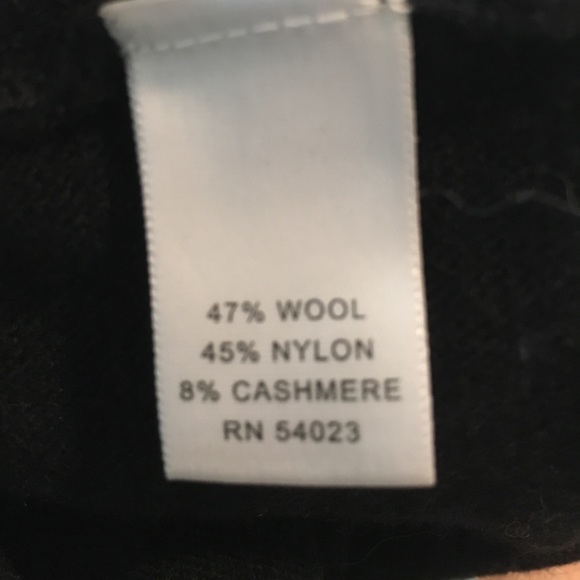 47% WOOL
45% NYLON
8% CASHMERE
RN 54023